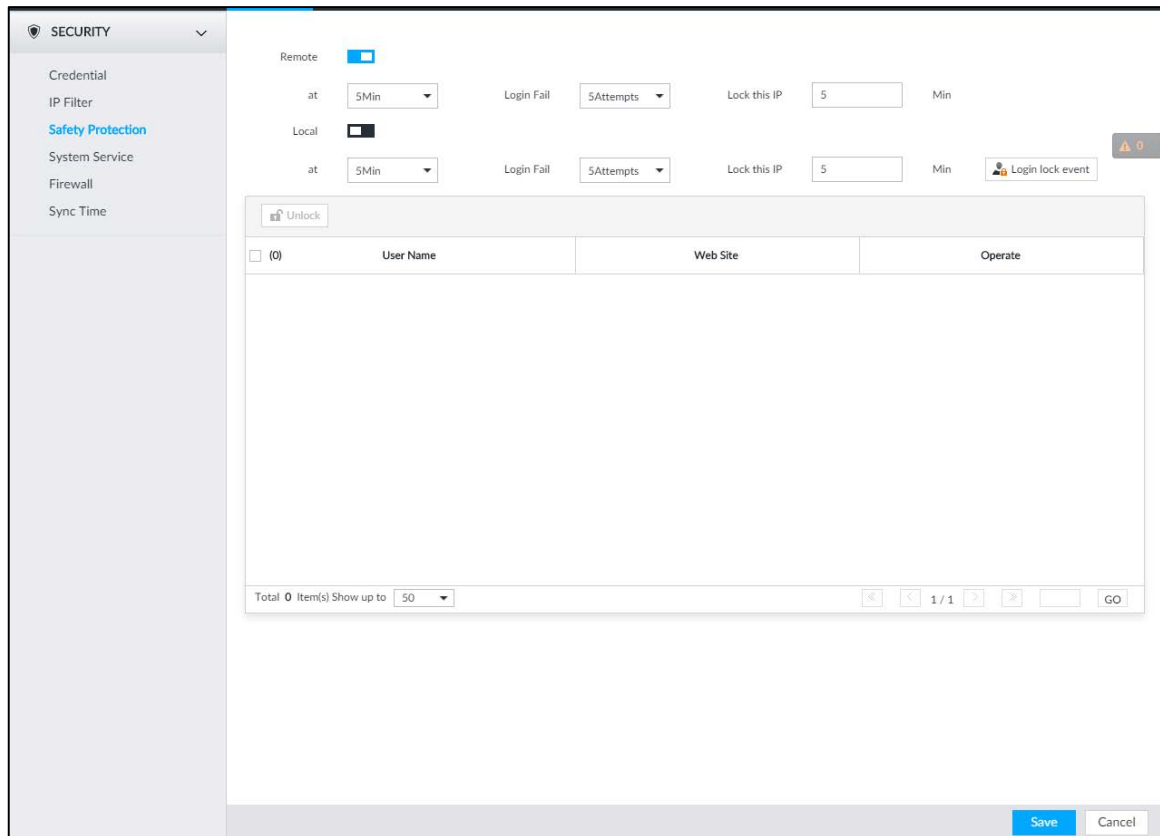 SECURITY
Credential
IP Filter
Safety Protection
System Service
Firewall
Sync Time
Remote
at 5Min Login Fail 5Attempts Lock this IP 5 Min
Local
0
at 5Min Login Fail 5Attempts Lock this IP 5 Min Login lock event
Unlock
(0) User Name Web Site Operate
Total 0 Item(s) Show up to 50 1 / 1 GO
Save Cancel